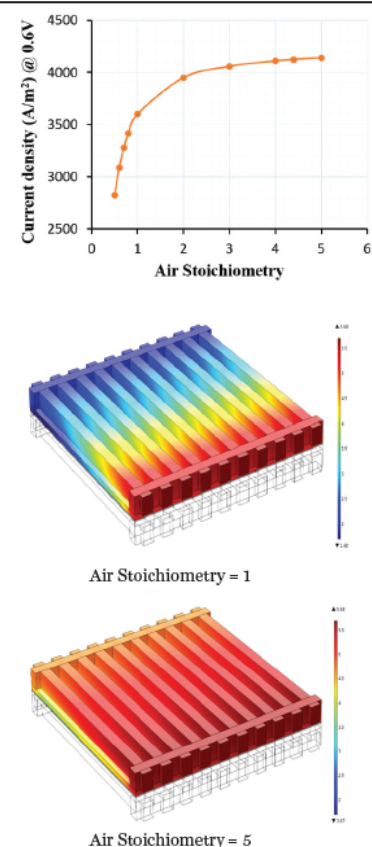 4500
4000
3500
3000
2500
Current density (A/m²) @ 0.6V
0 1 2 3 4 5 6
Air Stoichiometry
Air Stoichiometry = 1
Air Stoichiometry = 5